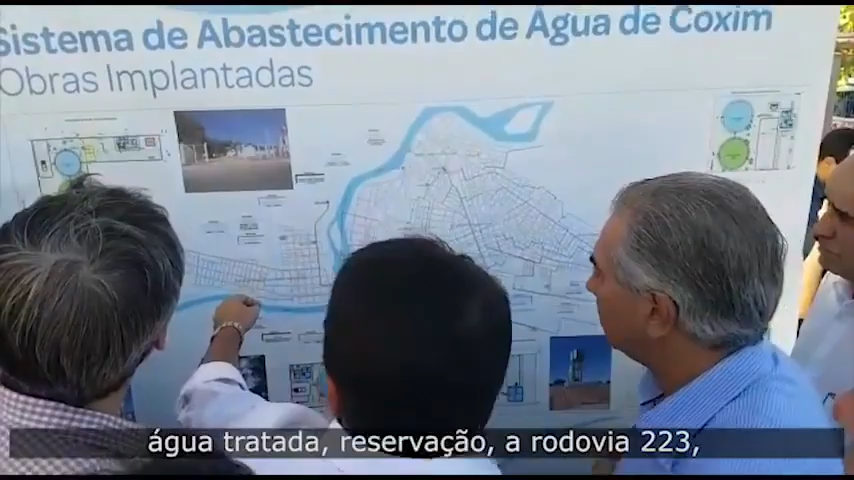 Sistema de Abastecimento de Água de Coxim
Obras Implantadas
água tratada, reservação, a rodovia 223,